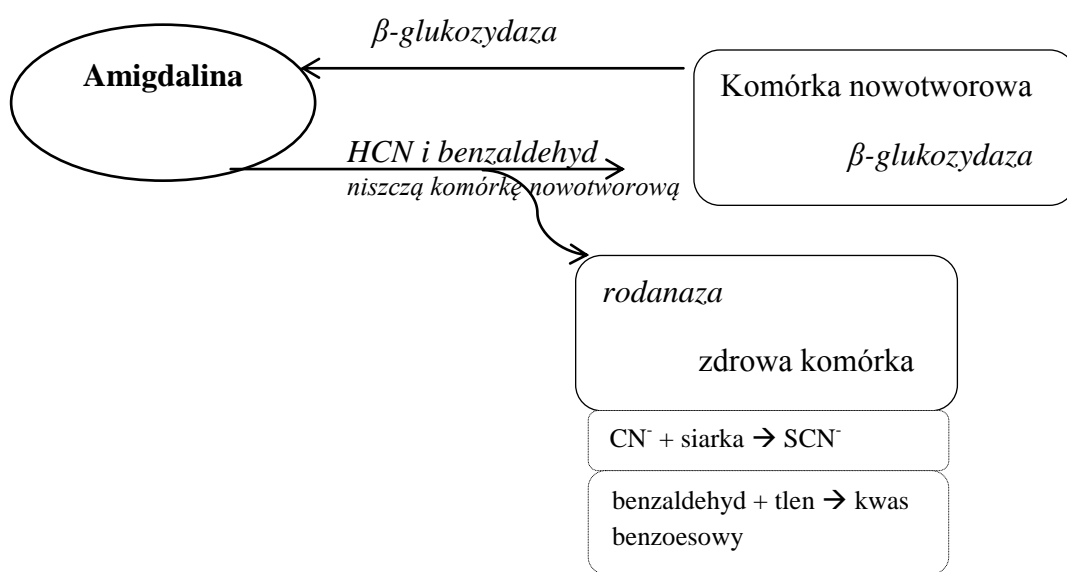 β-glukozydaza
Amigdalina
Komórka nowotworowa
β-glukozydaza
HCN i benzaldehyd
niszczą komórkę nowotworową
rodanaza
zdrowa komórka
CN⁻ + siarka → SCN⁻
benzaldehyd + tlen → kwas
benzoesowy